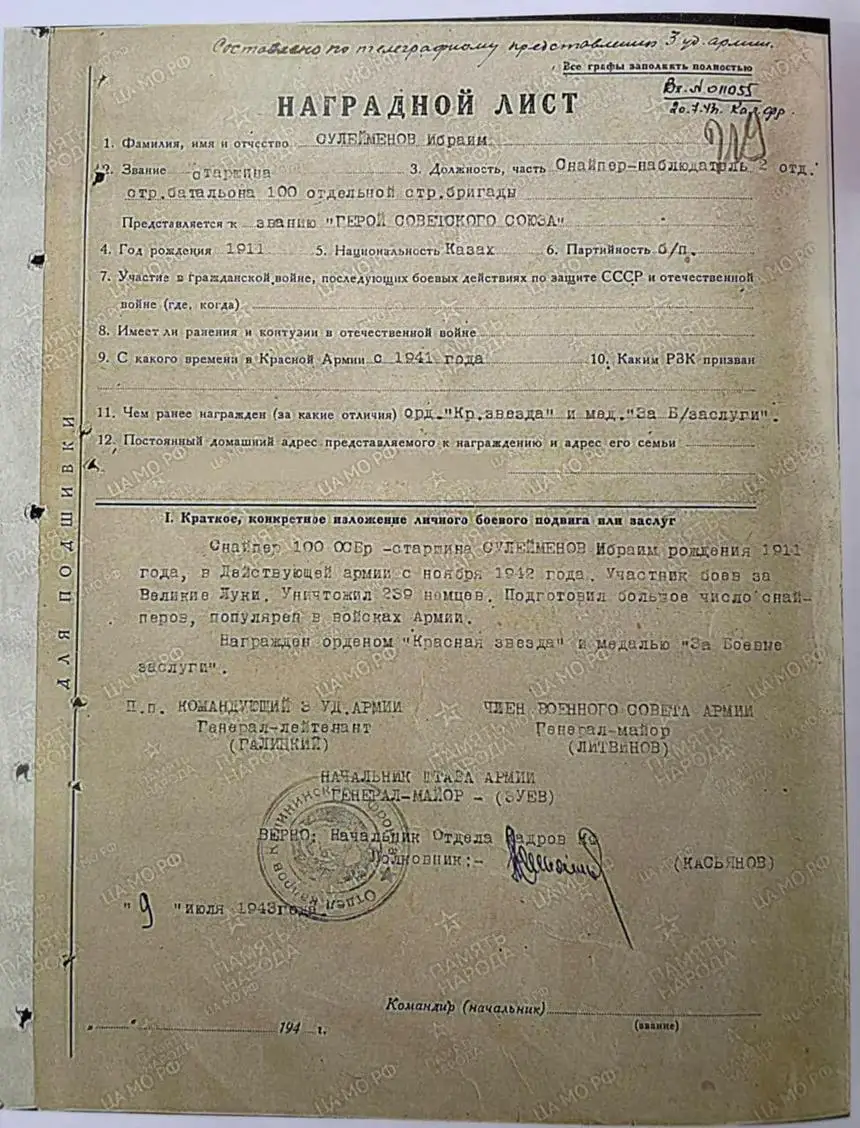 Составлено по телеграфному представлению 3 уд. армии.
Все графы заполнять полностью
Вх. № 011055
НАГРАДНОЙ ЛИСТ
1. Фамилия, имя и отчество СУЛЕЙМЕНОВ Ибраим
2. Звание старшина 3. Должность, часть Снайпер-наблюдатель 2 отд.
стр.батальона 100 отдельной стр.бригады
Представляется к званию "ГЕРОЙ СОВЕТСКОГО СОЮЗА"
4. Год рождения 1911 5. Национальность Казах 6. Партийность б/п.
7. Участие в гражданской войне, последующих боевых действиях по защите СССР и отечественной
войне (где, когда)
8. Имеет ли ранения и контузии в отечественной войне
9. С какого времени в Красной Армии с 1941 года 10. Каким РВК призван
11. Чем ранее награжден (за какие отличия) орд."Кр.звезда" и мед."За Б/заслуги".
12. Постоянный домашний адрес представляемого к награждению и адрес его семьи
ДЛЯ ПОДШИВКИ
I. Краткое, конкретное изложение личного боевого подвига или заслуг
Снайпер 100 ОСБр -старшина СУЛЕЙМЕНОВ Ибраим рождения 1911
года, в Действующей армии с ноября 1942 года. Участник боев за
Великие Луки. Уничтожил 239 немцев. Подготовил большое число снай-
перов, популярен в войсках Армии.
Награжден орденом "Красная звезда" и медалью "За Боевые
заслуги".
П.п. КОМАНДУЮЩИЙ 3 УД.АРМИИ ЧЛЕН ВОЕННОГО СОВЕТА АРМИИ
Генерал-лейтенант Генерал-майор
(ГАЛИЦКИЙ) (ЛИТВИНОВ)
НАЧАЛЬНИК ШТАБА АРМИИ
ГЕНЕРАЛ-МАЙОР - (ЗУЕВ)
ВЕРНО: Начальник Отдела Кадров
Полковник:- (КАСЬЯНОВ)
"9 "июля 1943года.
Командир (начальник)
" " 194 г. (звание)
ПАМЯТЬ НАРОДА
ЦА МО РФ